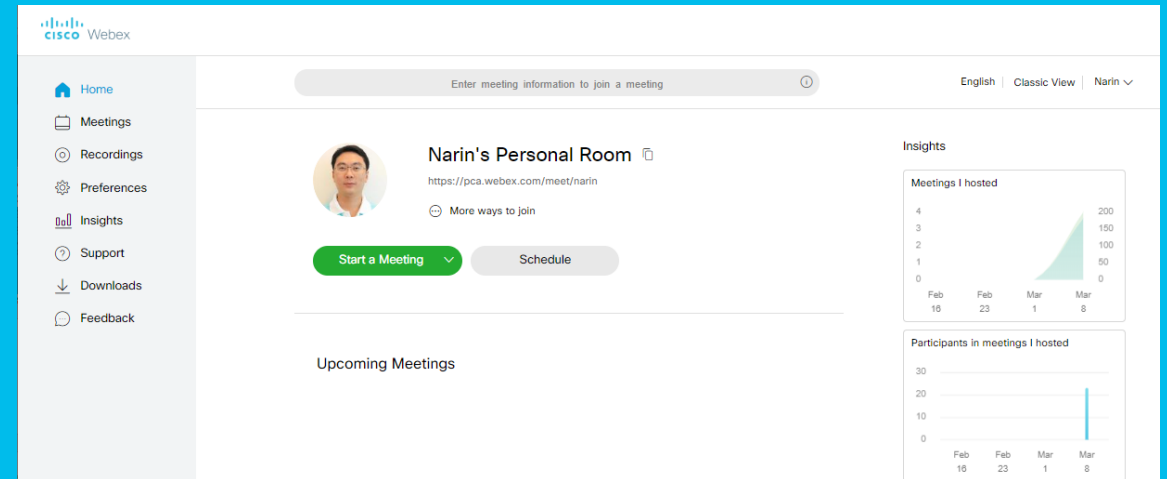 cisco Webex
Home
Meetings
Recordings
Preferences
Insights
Support
Downloads
Feedback
Enter meeting information to join a meeting
English Classic View Narin
Narin's Personal Room
https://pca.webex.com/meet/narin
More ways to join
Start a Meeting Schedule
Upcoming Meetings
Insights
Meetings I hosted
4 200
3 150
2 100
1 50
0 0
Feb Feb Mar Mar
16 23 1 8
Participants in meetings I hosted
30
20
10
0
Feb Feb Mar Mar
16 23 1 8